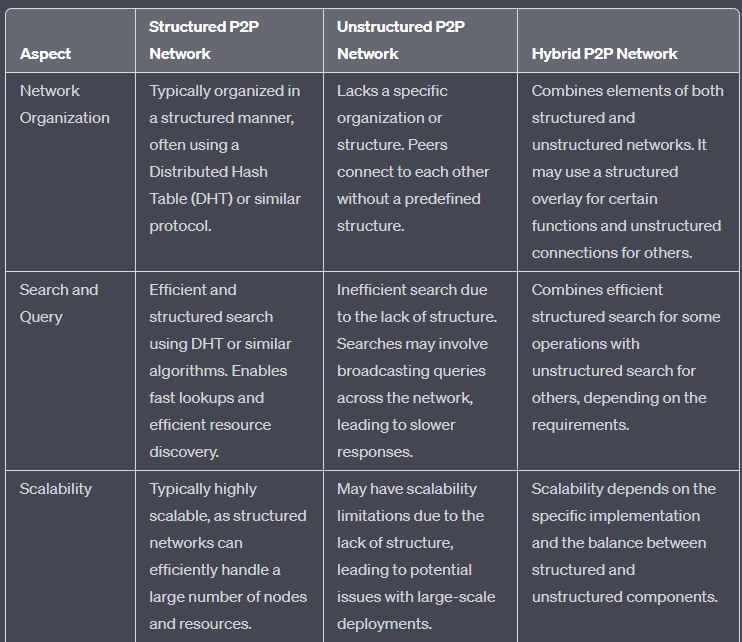 Aspect
Structured P2P
Network
Unstructured P2P
Network
Hybrid P2P Network
Network
Organization
Typically organized in
a structured manner,
often using a
Distributed Hash
Table (DHT) or similar
protocol.
Lacks a specific
organization or
structure. Peers
connect to each other
without a predefined
structure.
Combines elements of both
structured and
unstructured networks. It
may use a structured
overlay for certain
functions and unstructured
connections for others.
Search and
Query
Efficient and
structured search
using DHT or similar
algorithms. Enables
fast lookups and
efficient resource
discovery.
Inefficient search due
to the lack of structure.
Searches may involve
broadcasting queries
across the network,
leading to slower
responses.
Combines efficient
structured search for some
operations with
unstructured search for
others, depending on the
requirements.
Scalability
Typically highly
scalable, as structured
networks can
efficiently handle a
large number of nodes
and resources.
May have scalability
limitations due to the
lack of structure,
leading to potential
issues with large-scale
deployments.
Scalability depends on the
specific implementation
and the balance between
structured and
unstructured components.